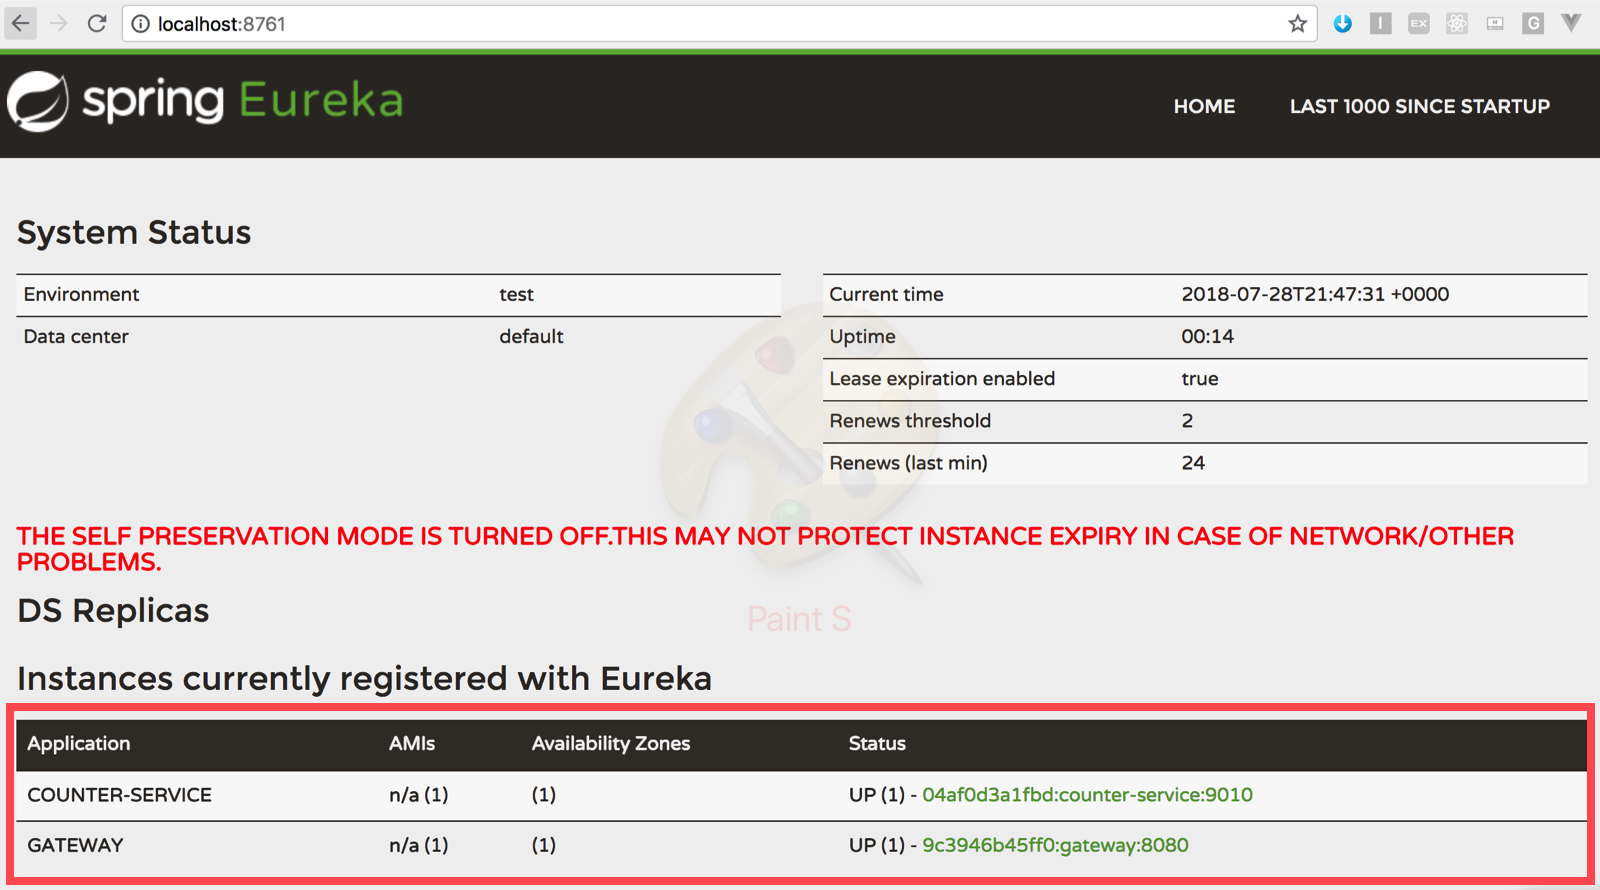 localhost:8761
I
EX
N
G
spring Eureka
HOME LAST 1000 SINCE STARTUP
System Status
Environment test
Data center default
Current time 2018-07-28T21:47:31 +0000
Uptime 00:14
Lease expiration enabled true
Renews threshold 2
Renews (last min) 24
THE SELF PRESERVATION MODE IS TURNED OFF.THIS MAY NOT PROTECT INSTANCE EXPIRY IN CASE OF NETWORK/OTHER
PROBLEMS.
DS Replicas
Paint S
Instances currently registered with Eureka
Application AMIs Availability Zones Status
COUNTER-SERVICE n/a (1) (1) UP (1) - 04af0d3a1fbd:counter-service:9010
GATEWAY n/a (1) (1) UP (1) - 9c3946b45ff0:gateway:8080